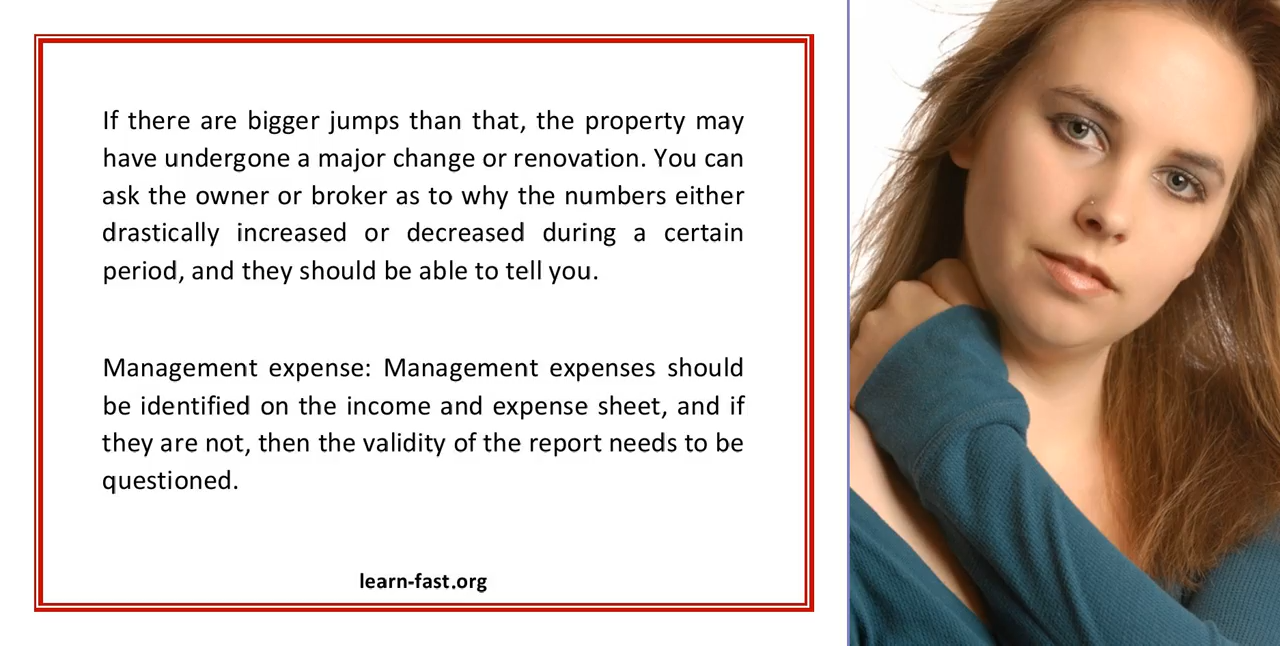 If there are bigger jumps than that, the property may
have undergone a major change or renovation. You can
ask the owner or broker as to why the numbers either
drastically increased or decreased during a certain
period, and they should be able to tell you.
Management expense: Management expenses should
be identified on the income and expense sheet, and if
they are not, then the validity of the report needs to be
questioned.
learn-fast.org